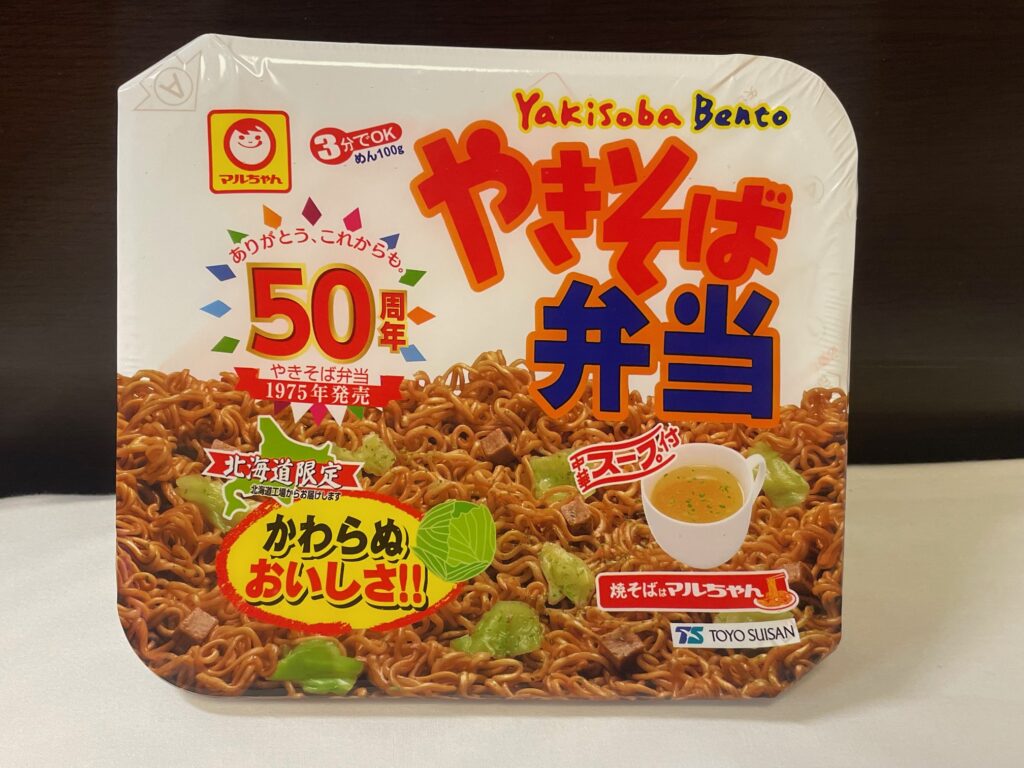 Yakisoba Bento
やきそば
弁当
マルちゃん
3分でOK
めん100g
ありがとう、これからも。
50周年
やきそば弁当
1975年発売
北海道限定
北海道工場からお届けします
かわらぬ
おいしさ!!
中華スープ付
焼そばはマルちゃん
TS TOYO SUISAN
A